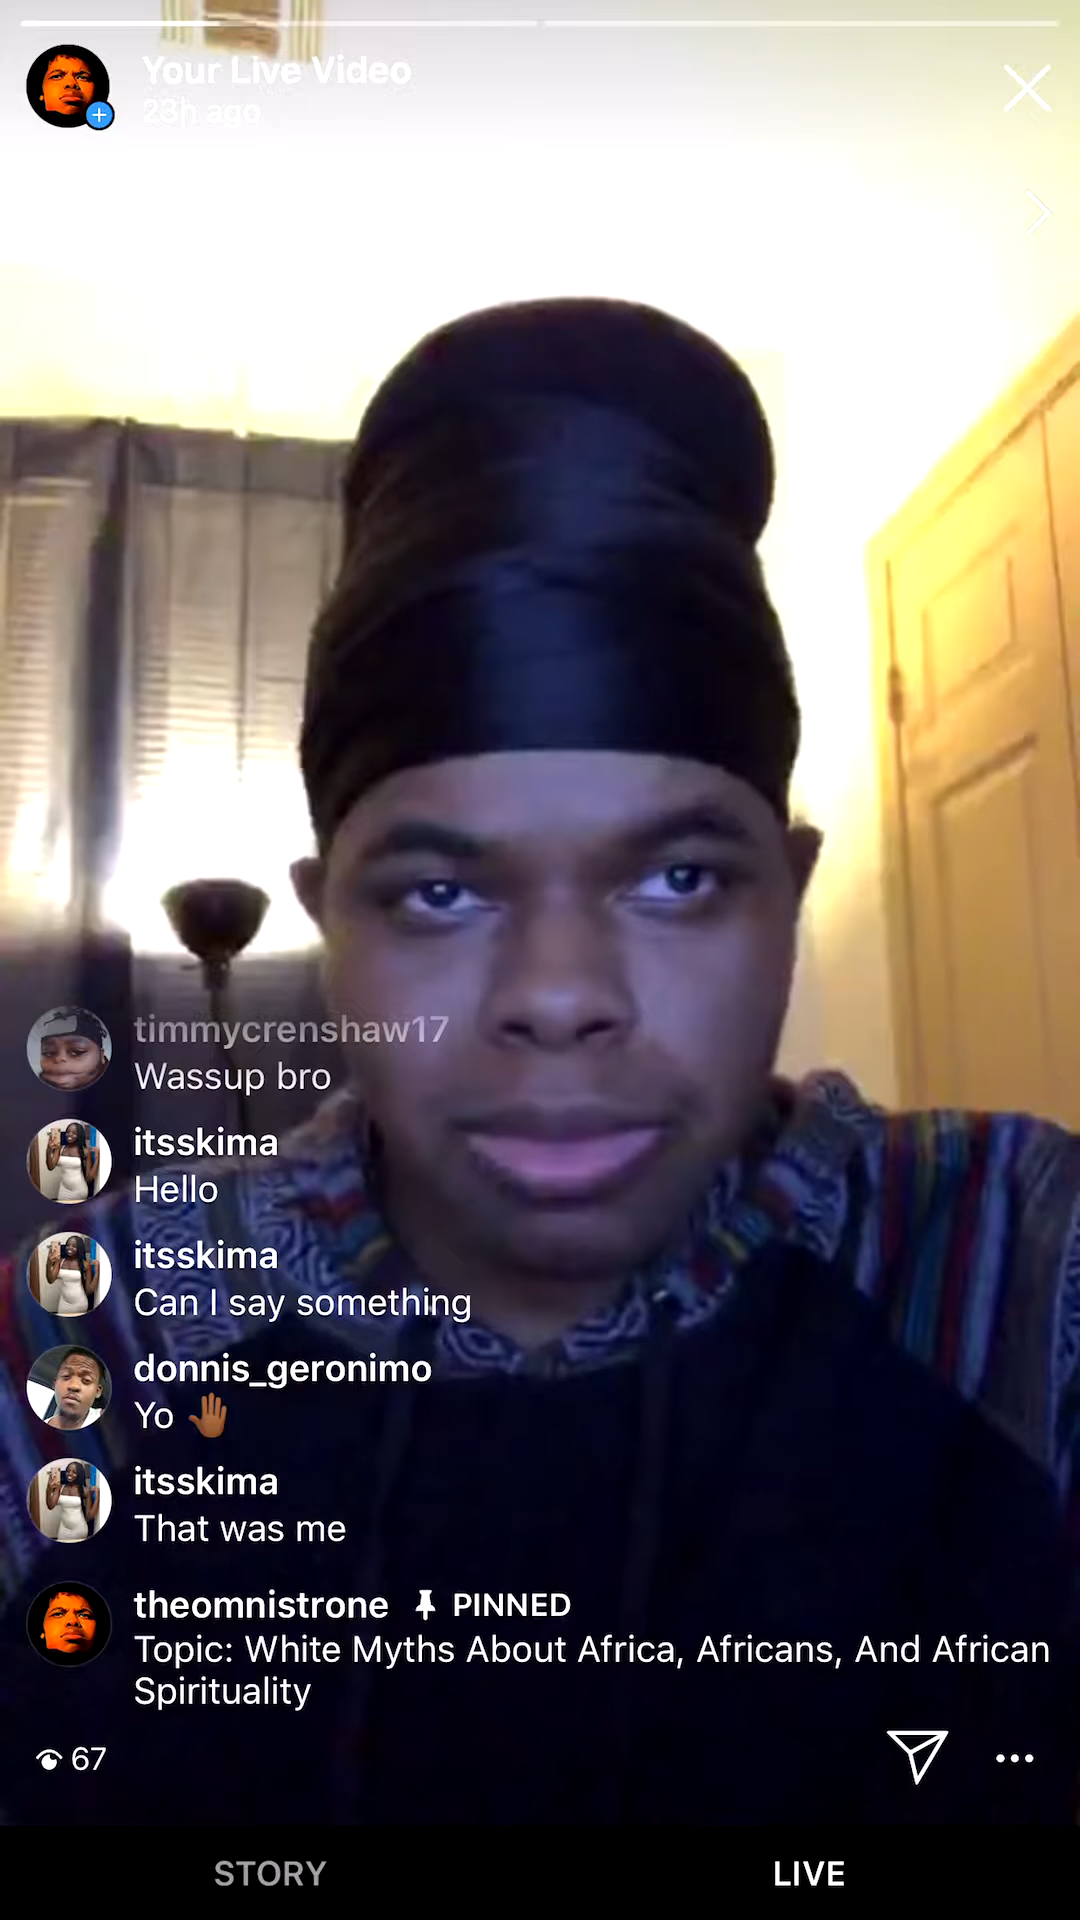 Your Live Video
23h ago
timmycrenshaw17
Wassup bro
itsskima
Hello
itsskima
Can I say something
donnis_geronimo
Yo 🤚🏾
itsskima
That was me
theomnistrone PINNED
Topic: White Myths About Africa, Africans, And African
Spirituality
67
STORY
LIVE